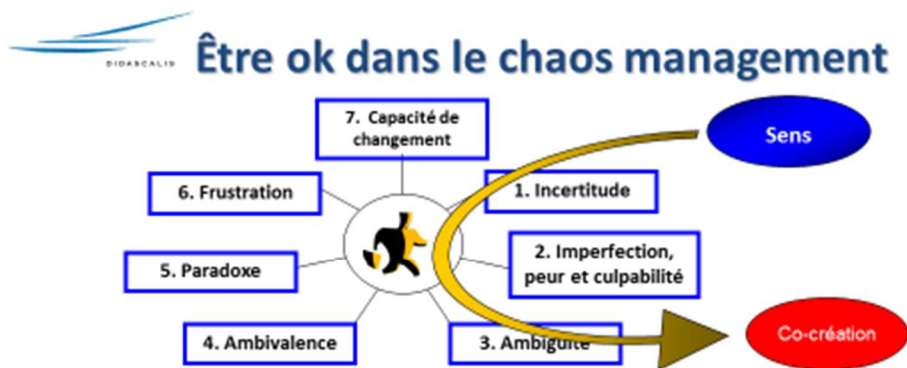 DIDASCALIS
Être ok dans le chaos management
7. Capacité de
changement
Sens
6. Frustration
1. Incertitude
2. Imperfection,
peur et culpabilité
5. Paradoxe
4. Ambivalence
3. Ambiguité
Co-création